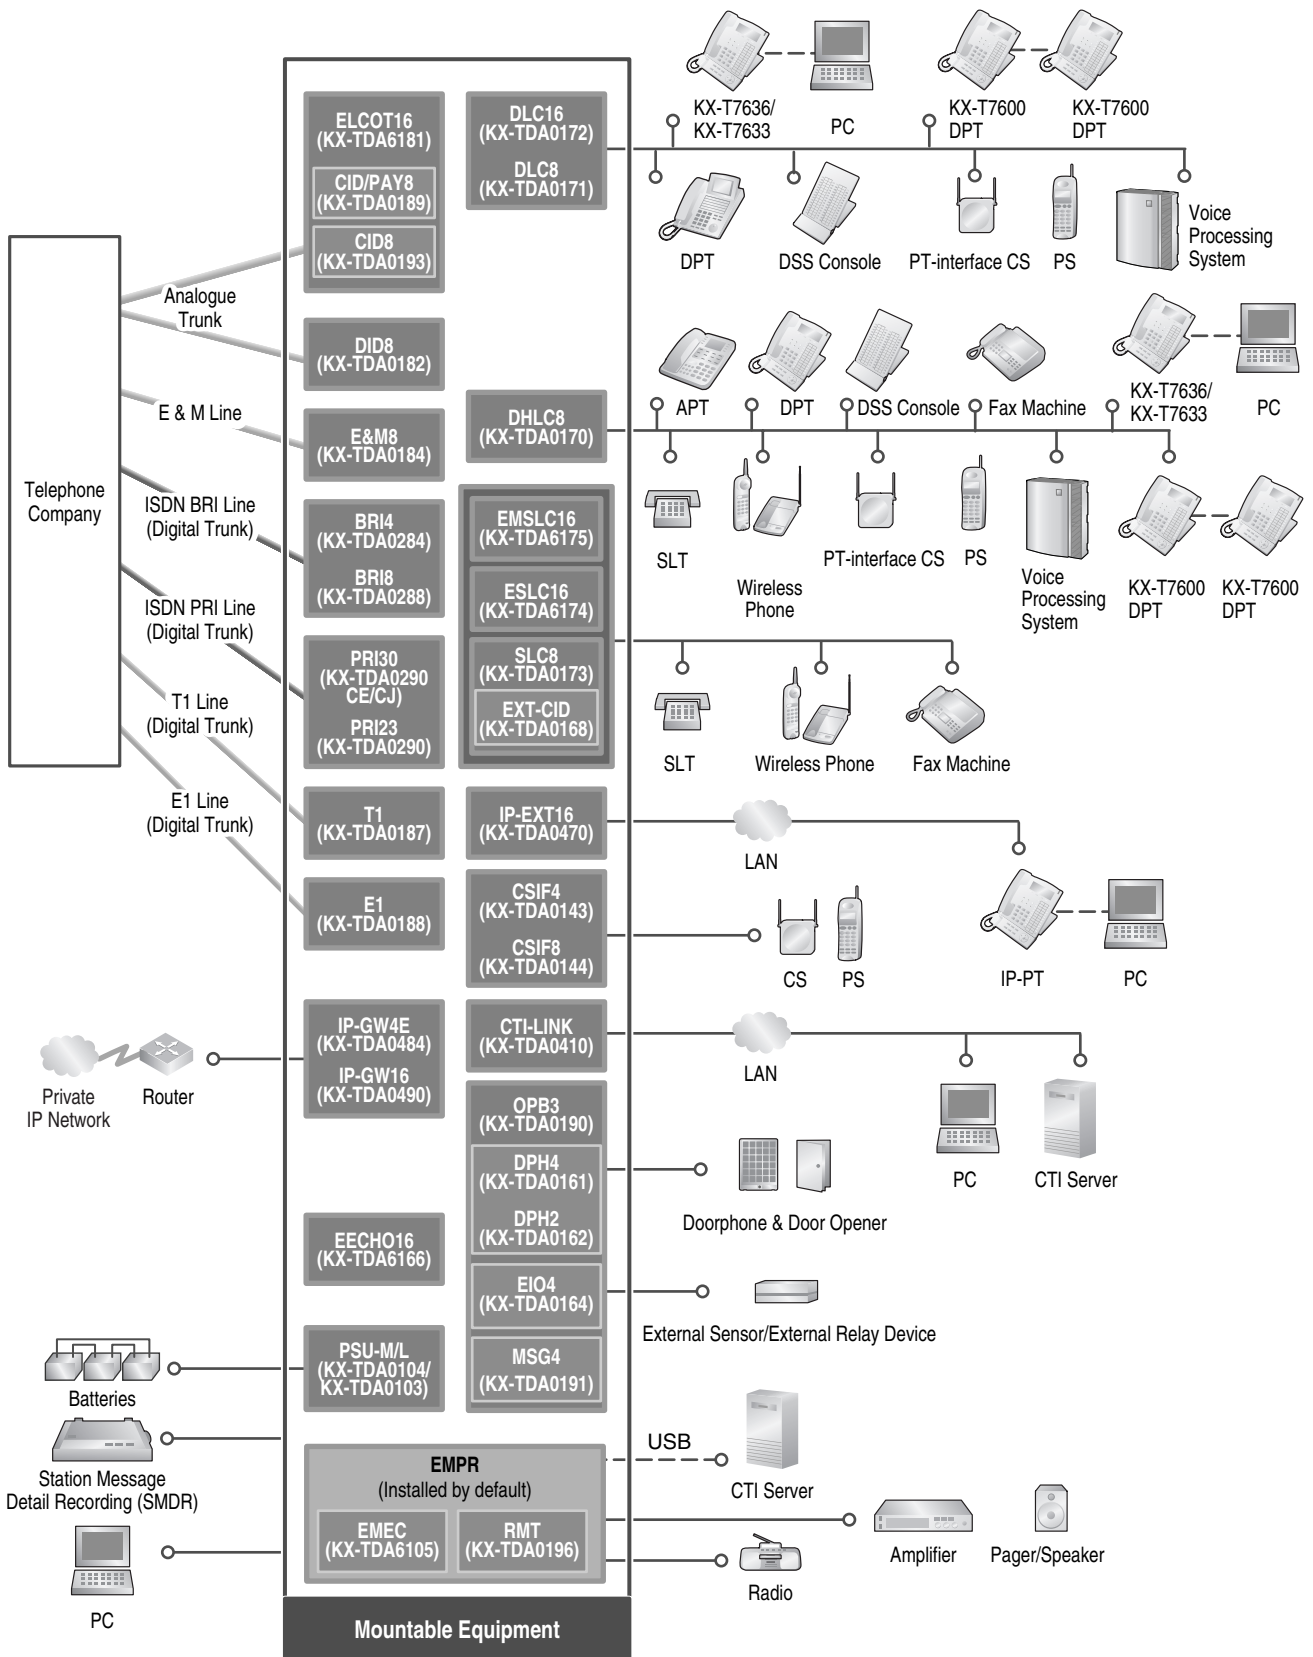 Telephone
Company
Analogue
Trunk
E & M Line
ISDN BRI Line
(Digital Trunk)
ISDN PRI Line
(Digital Trunk)
T1 Line
(Digital Trunk)
E1 Line
(Digital Trunk)
Private
IP Network
Router
Batteries
Station Message
Detail Recording (SMDR)
PC
ELCOT16
(KX-TDA6181)
CID/PAY8
(KX-TDA0189)
CID8
(KX-TDA0193)
DID8
(KX-TDA0182)
E&M8
(KX-TDA0184)
BRI4
(KX-TDA0284)
BRI8
(KX-TDA0288)
PRI30
(KX-TDA0290
CE/CJ)
PRI23
(KX-TDA0290)
T1
(KX-TDA0187)
E1
(KX-TDA0188)
IP-GW4E
(KX-TDA0484)
IP-GW16
(KX-TDA0490)
EECHO16
(KX-TDA6166)
PSU-M/L
(KX-TDA0104/
KX-TDA0103)
DLC16
(KX-TDA0172)
DLC8
(KX-TDA0171)
DHLC8
(KX-TDA0170)
EMSLC16
(KX-TDA6175)
ESLC16
(KX-TDA6174)
SLC8
(KX-TDA0173)
EXT-CID
(KX-TDA0168)
IP-EXT16
(KX-TDA0470)
CSIF4
(KX-TDA0143)
CSIF8
(KX-TDA0144)
CTI-LINK
(KX-TDA0410)
OPB3
(KX-TDA0190)
DPH4
(KX-TDA0161)
DPH2
(KX-TDA0162)
EIO4
(KX-TDA0164)
MSG4
(KX-TDA0191)
EMPR
(Installed by default)
EMEC
(KX-TDA6105)
RMT
(KX-TDA0196)
Mountable Equipment
KX-T7636/
KX-T7633
PC
KX-T7600
DPT
KX-T7600
DPT
DPT
DSS Console
PT-interface CS
PS
Voice
Processing
System
APT
DPT
DSS Console
Fax Machine
KX-T7636/
KX-T7633
PC
SLT
Wireless
Phone
PT-interface CS
PS
Voice
Processing
System
KX-T7600
DPT
KX-T7600
DPT
SLT
Wireless Phone
Fax Machine
LAN
IP-PT
PC
CS
PS
LAN
PC
CTI Server
Doorphone & Door Opener
External Sensor/External Relay Device
USB
CTI Server
Amplifier
Pager/Speaker
Radio